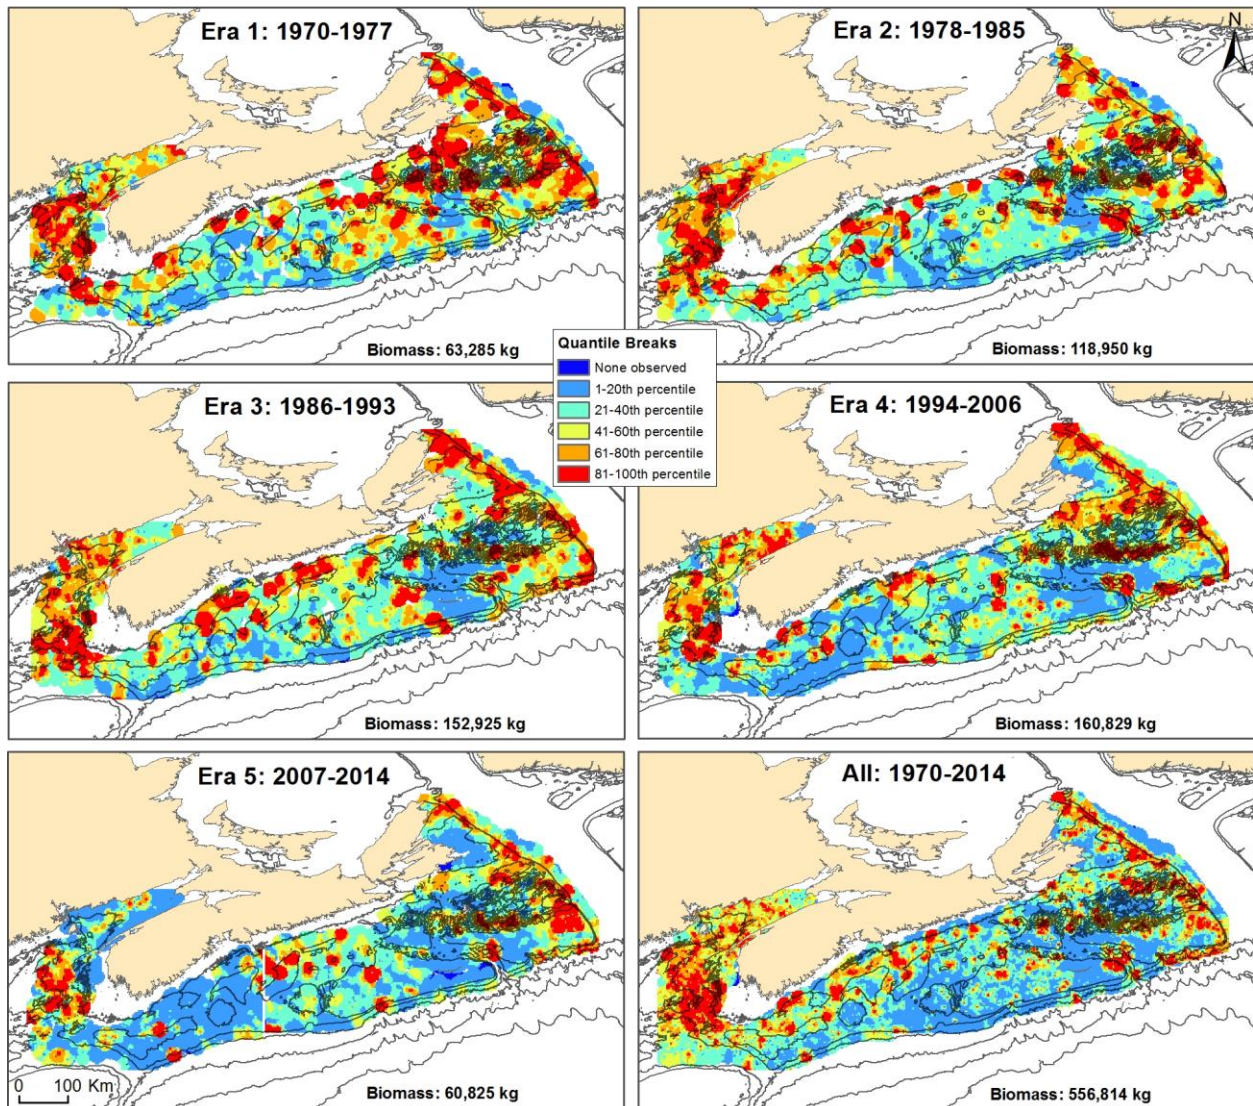 Era 1: 1970-1977
Biomass: 63,285 kg
Era 2: 1978-1985
N
Biomass: 118,950 kg
Quantile Breaks
None observed
1-20th percentile
21-40th percentile
41-60th percentile
61-80th percentile
81-100th percentile
Era 3: 1986-1993
Biomass: 152,925 kg
Era 4: 1994-2006
Biomass: 160,829 kg
Era 5: 2007-2014
0 100 Km
Biomass: 60,825 kg
All: 1970-2014
Biomass: 556,814 kg